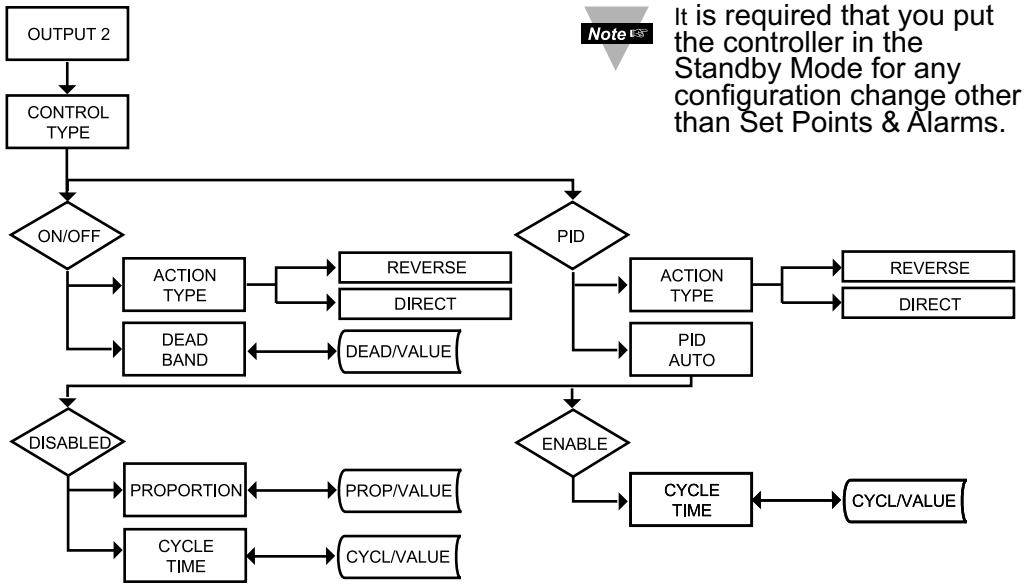 OUTPUT 2
Note ☞
It is required that you put
the controller in the
Standby Mode for any
configuration change other
than Set Points & Alarms.
CONTROL
TYPE
ON/OFF
PID
ACTION
TYPE
REVERSE
DIRECT
ACTION
TYPE
REVERSE
DIRECT
DEAD
BAND
DEAD/VALUE
PID
AUTO
DISABLED
ENABLE
PROPORTION
PROP/VALUE
CYCLE
TIME
CYCL/VALUE
CYCLE
TIME
CYCL/VALUE